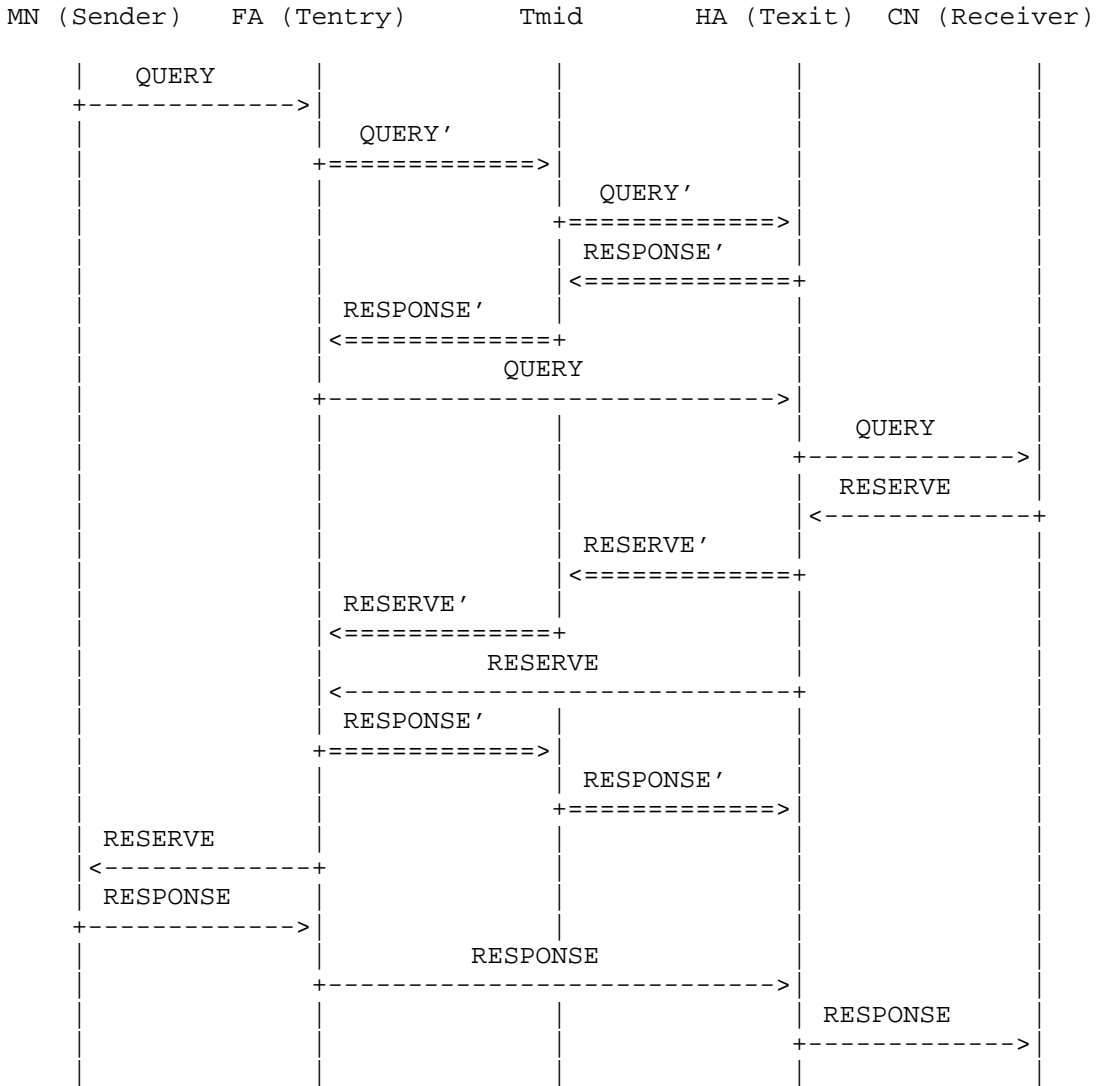 MN (Sender) FA (Tentry) Tmid HA (Texit) CN (Receiver)
QUERY
QUERY'
QUERY'
RESPONSE'
RESPONSE'
QUERY
QUERY
RESERVE
RESERVE'
RESERVE'
RESERVE
RESPONSE'
RESPONSE'
RESERVE
RESPONSE
RESPONSE
RESPONSE